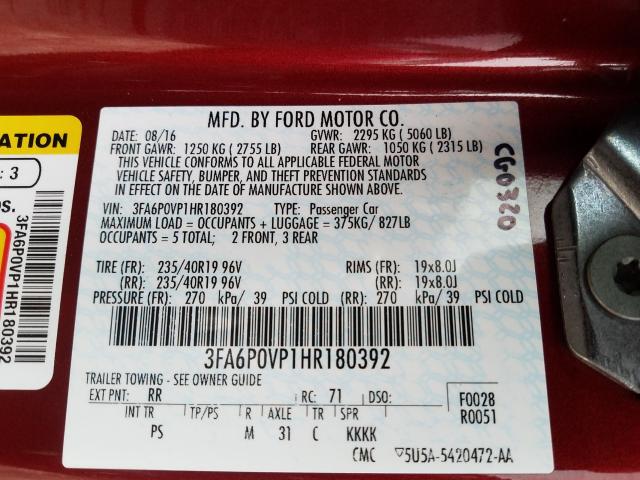 MFD. BY FORD MOTOR CO.
DATE: 08/16 GVWR: 2295 KG ( 5060 LB)
FRONT GAWR: 1250 KG ( 2755 LB) REAR GAWR: 1050 KG ( 2315 LB)
THIS VEHICLE CONFORMS TO ALL APPLICABLE FEDERAL MOTOR
VEHICLE SAFETY, BUMPER, AND THEFT PREVENTION STANDARDS
IN EFFECT ON THE DATE OF MANUFACTURE SHOWN ABOVE.
VIN: 3FA6P0VP1HR180392 TYPE: Passenger Car
MAXIMUM LOAD = OCCUPANTS + LUGGAGE = 375KG/ 827LB
OCCUPANTS = 5 TOTAL; 2 FRONT, 3 REAR
TIRE (FR): 235/40R19 96V RIMS (FR): 19x8.0J
(RR): 235/40R19 96V (RR): 19x8.0J
PRESSURE (FR): 270 kPa/ 39 PSI COLD (RR): 270 kPa/ 39 PSI COLD
3FA6P0VP1HR180392
TRAILER TOWING - SEE OWNER GUIDE
EXT PNT: RR RC: 71 DSO: F0028
R0051
INT TR TP/PS R AXLE TR SPR
PS M 31 C KKKK
CMC ▽5U5A-5420472-AA
ATION
: 3
os.
3FA6P0VP1HR180392